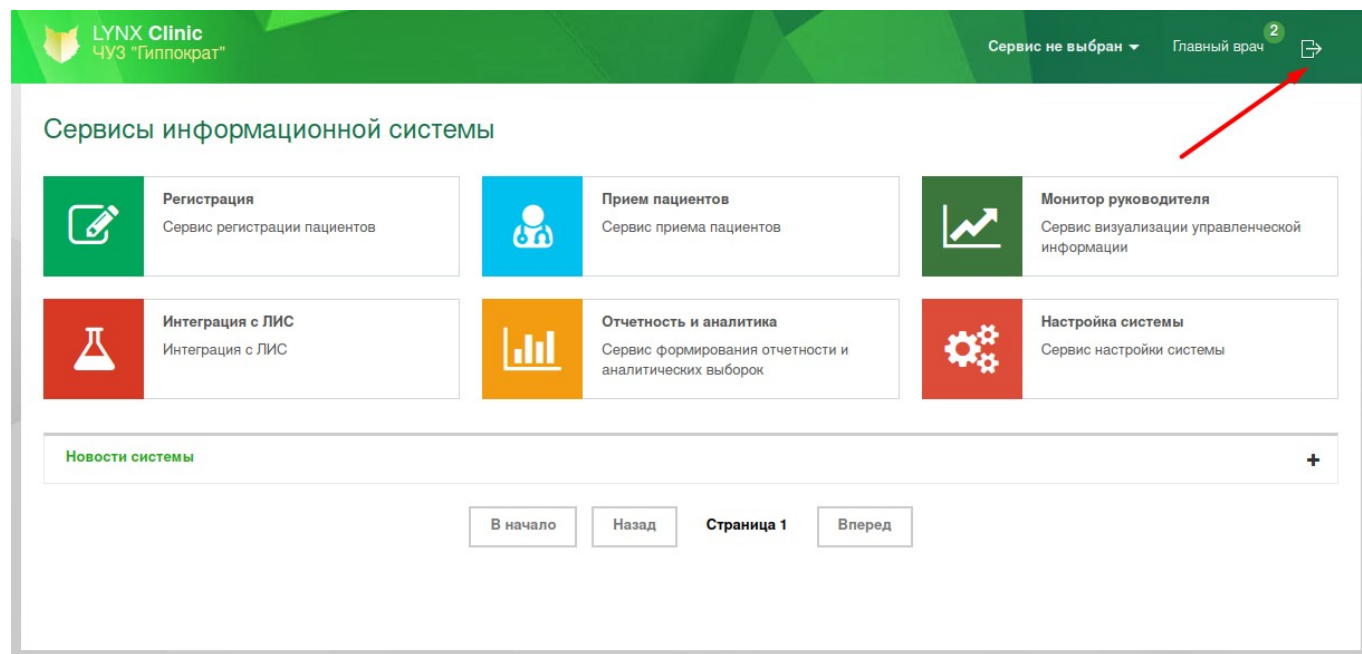 LYNX Clinic
ЧУЗ "Гиппократ"
Сервис не выбран
Главный врач 2
Сервисы информационной системы
Регистрация
Сервис регистрации пациентов
Прием пациентов
Сервис приема пациентов
Монитор руководителя
Сервис визуализации управленческой
информации
Интеграция с ЛИС
Интеграция с ЛИС
Отчетность и аналитика
Сервис формирования отчетности и
аналитических выборок
Настройка системы
Сервис настройки системы
Новости системы
В начало
Назад
Страница 1
Вперед